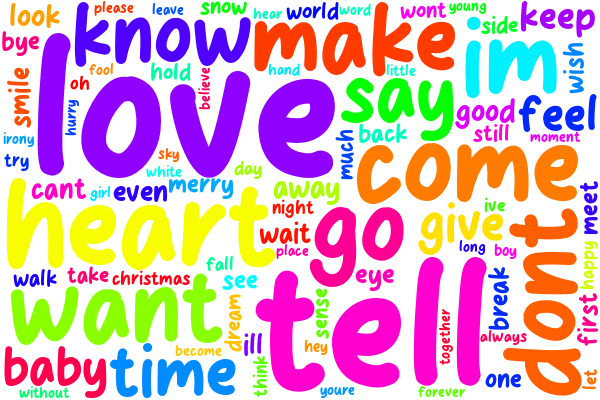 look
please
leave
snow
hear
world
word
wont
young
side
keep
bye
know
make
im
wish
smile
oh
fool
hold
believe
hand
little
say
good
feel
love
hurry
irony
try
sky
white
day
much
back
still
moment
come
cant
girl
even
merry
away
night
wait
place
heart
go
give
ive
long
boy
dont
meet
happy
first
let
walk
take
christmas
fall
see
eye
tell
want
dream
ill
sense
hey
think
together
break
always
one
baby
time
become
without
youre
forever